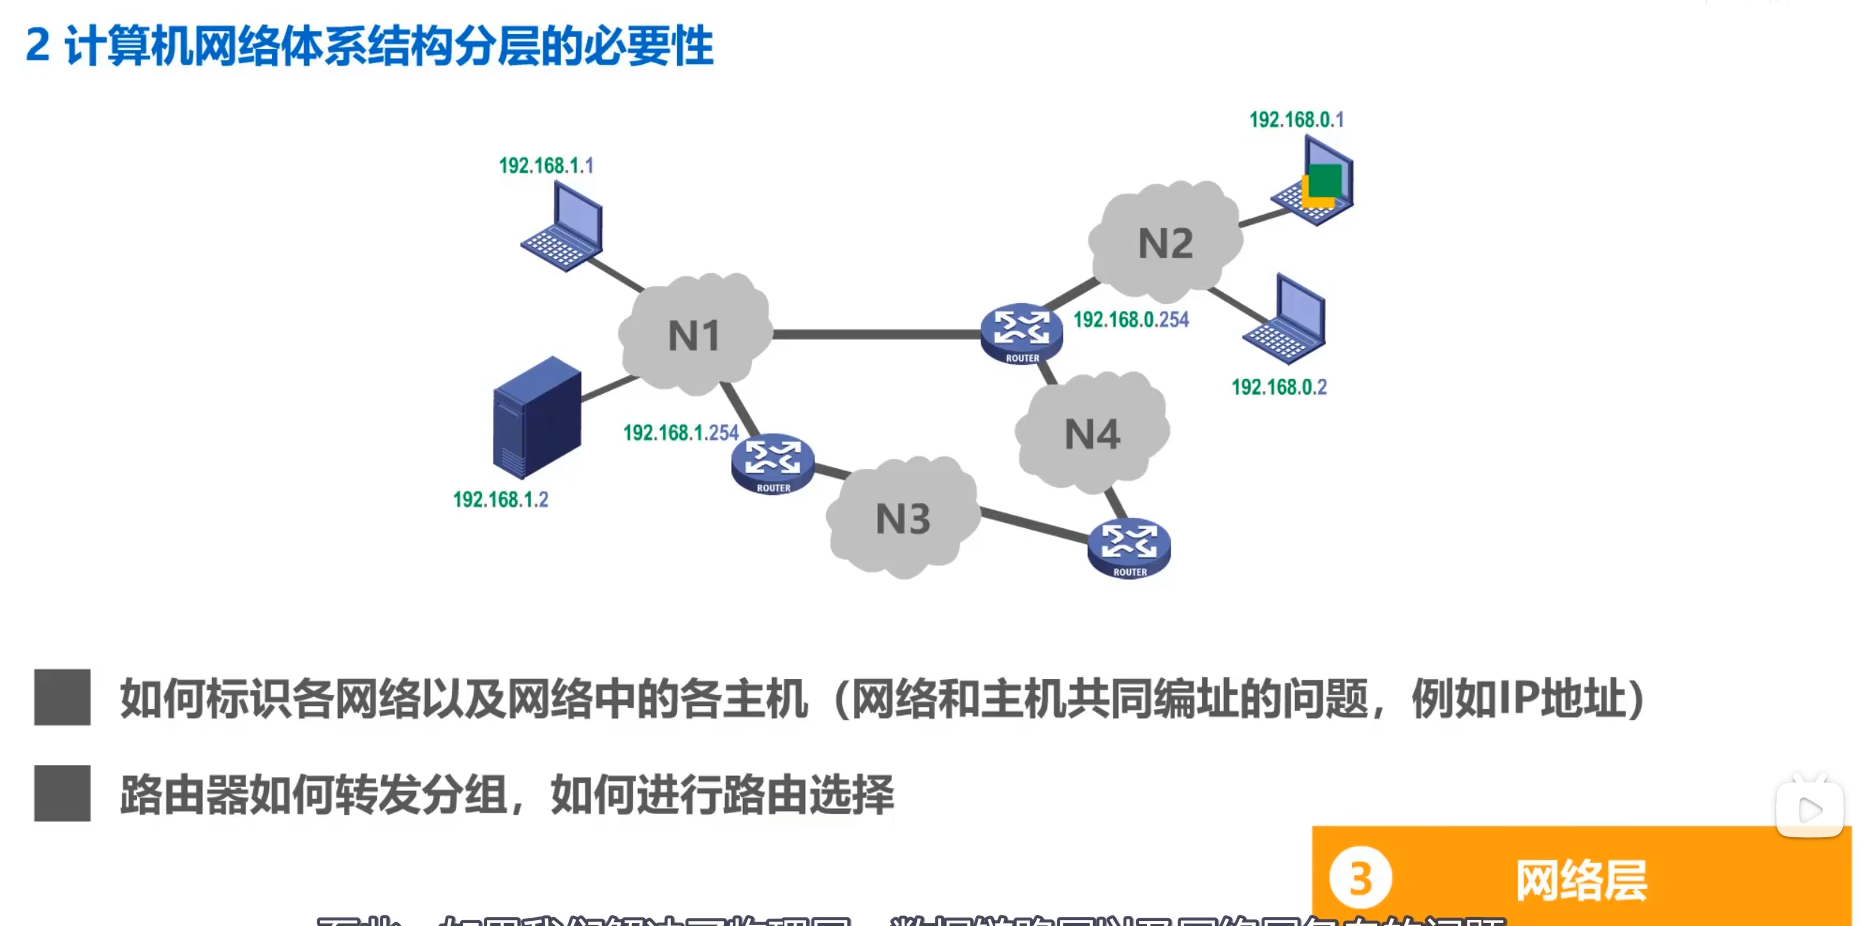 2 计算机网络体系结构分层的必要性
192.168.0.1
192.168.1.1
N2
N1
192.168.0.254
ROUTER
192.168.0.2
192.168.1.254
N4
ROUTER
192.168.1.2
N3
ROUTER
如何标识各网络以及网络中的各主机（网络和主机共同编址的问题，例如IP地址）
路由器如何转发分组，如何进行路由选择
3 网络层